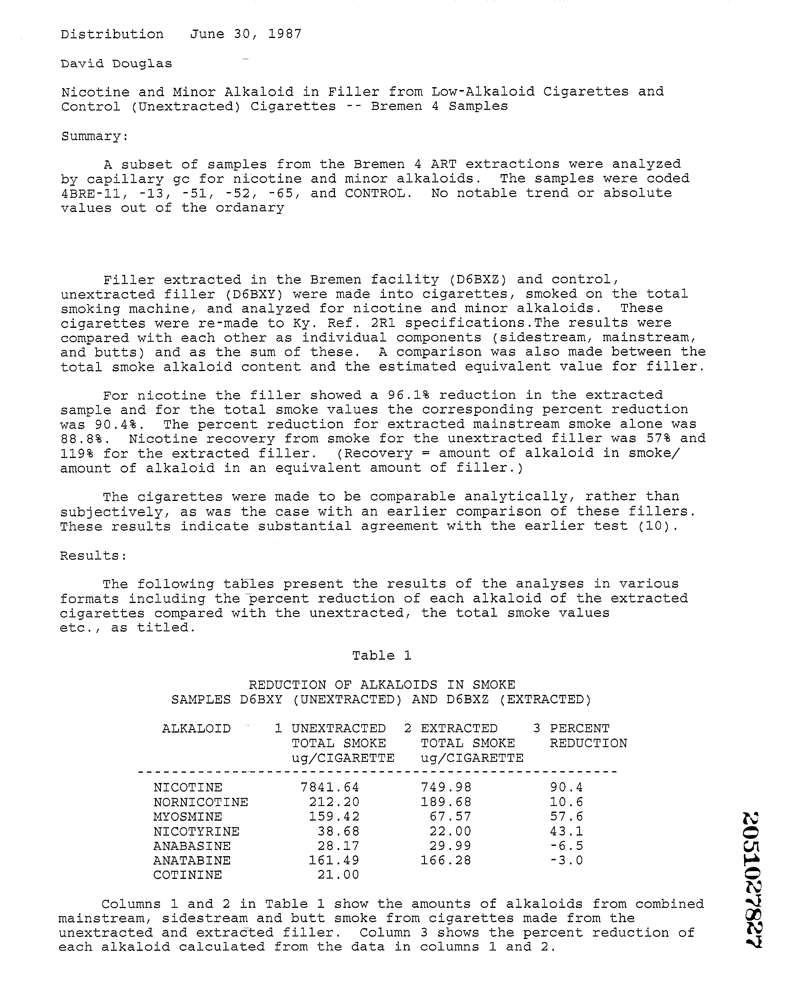 Distribution   June 30, 1987
David Douglas
Nicotine and Minor Alkaloid in Filler from Low-Alkaloid Cigarettes and
Control (Unextracted) Cigarettes -- Bremen 4 Samples
Summary:
A subset of samples from the Bremen 4 ART extractions were analyzed
by capillary gc for nicotine and minor alkaloids.  The samples were coded
4BRE-11, -13, -51, -52, -65, and CONTROL.  No notable trend or absolute
values out of the ordanary
Filler extracted in the Bremen facility (D6BXZ) and control,
unextracted filler (D6BXY) were made into cigarettes, smoked on the total
smoking machine, and analyzed for nicotine and minor alkaloids.  These
cigarettes were re-made to Ky. Ref. 2R1 specifications.The results were
compared with each other as individual components (sidestream, mainstream,
and butts) and as the sum of these.  A comparison was also made between the
total smoke alkaloid content and the estimated equivalent value for filler.
For nicotine the filler showed a 96.1% reduction in the extracted
sample and for the total smoke values the corresponding percent reduction
was 90.4%.  The percent reduction for extracted mainstream smoke alone was
88.8%.  Nicotine recovery from smoke for the unextracted filler was 57% and
119% for the extracted filler.  (Recovery = amount of alkaloid in smoke/
amount of alkaloid in an equivalent amount of filler.)
The cigarettes were made to be comparable analytically, rather than
subjectively, as was the case with an earlier comparison of these fillers.
These results indicate substantial agreement with the earlier test (10).
Results:
The following tables present the results of the analyses in various
formats including the percent reduction of each alkaloid of the extracted
cigarettes compared with the unextracted, the total smoke values
etc., as titled.
Table 1
REDUCTION OF ALKALOIDS IN SMOKE
SAMPLES D6BXY (UNEXTRACTED) AND D6BXZ (EXTRACTED)
ALKALOID   1 UNEXTRACTED   2 EXTRACTED   3 PERCENT
TOTAL SMOKE   TOTAL SMOKE   REDUCTION
ug/CIGARETTE   ug/CIGARETTE
NICOTINE   7841.64   749.98   90.4
NORNICOTINE   212.20   189.68   10.6
MYOSMINE   159.42   67.57   57.6
NICOTYRINE   38.68   22.00   43.1
ANABASINE   28.17   29.99   -6.5
ANATABINE   161.49   166.28   -3.0
COTININE   21.00
Columns 1 and 2 in Table 1 show the amounts of alkaloids from combined
mainstream, sidestream and butt smoke from cigarettes made from the
unextracted and extracted filler.  Column 3 shows the percent reduction of
each alkaloid calculated from the data in columns 1 and 2.
2051027827